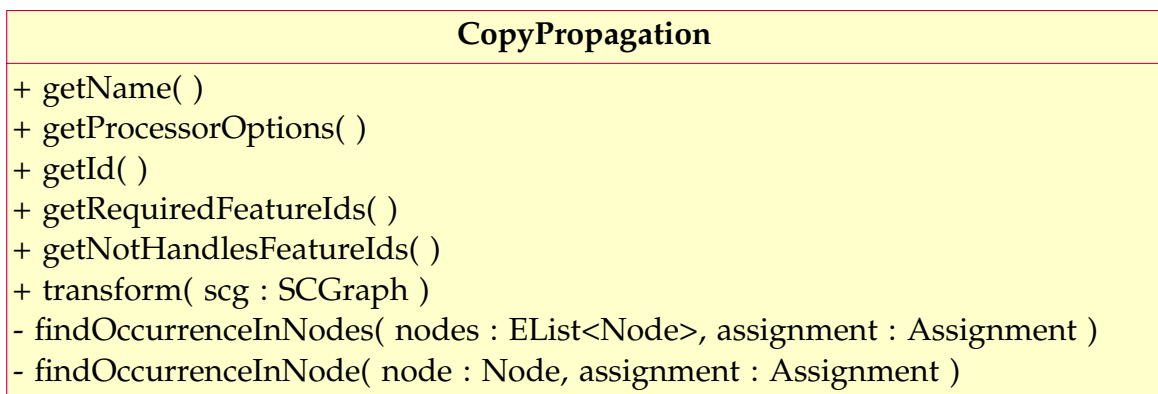 CopyPropagation
+ getName( )
+ getProcessorOptions( )
+ getId( )
+ getRequiredFeatureIds( )
+ getNotHandlesFeatureIds( )
+ transform( scg : SCGraph )
- findOccurrenceInNodes( nodes : EList<Node>, assignment : Assignment )
- findOccurrenceInNode( node : Node, assignment : Assignment )